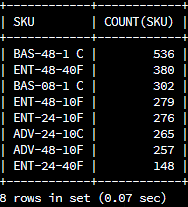 +-----------+------------+
| SKU | COUNT(SKU) |
+-----------+------------+
| BAS-48-1 C | 536 |
| ENT-48-40F | 380 |
| BAS-08-1 C | 302 |
| ENT-48-10F | 279 |
| ENT-24-10F | 276 |
| ADV-24-10C | 265 |
| ADV-48-10F | 257 |
| ENT-24-40F | 148 |
+-----------+------------+
8 rows in set (0.07 sec)